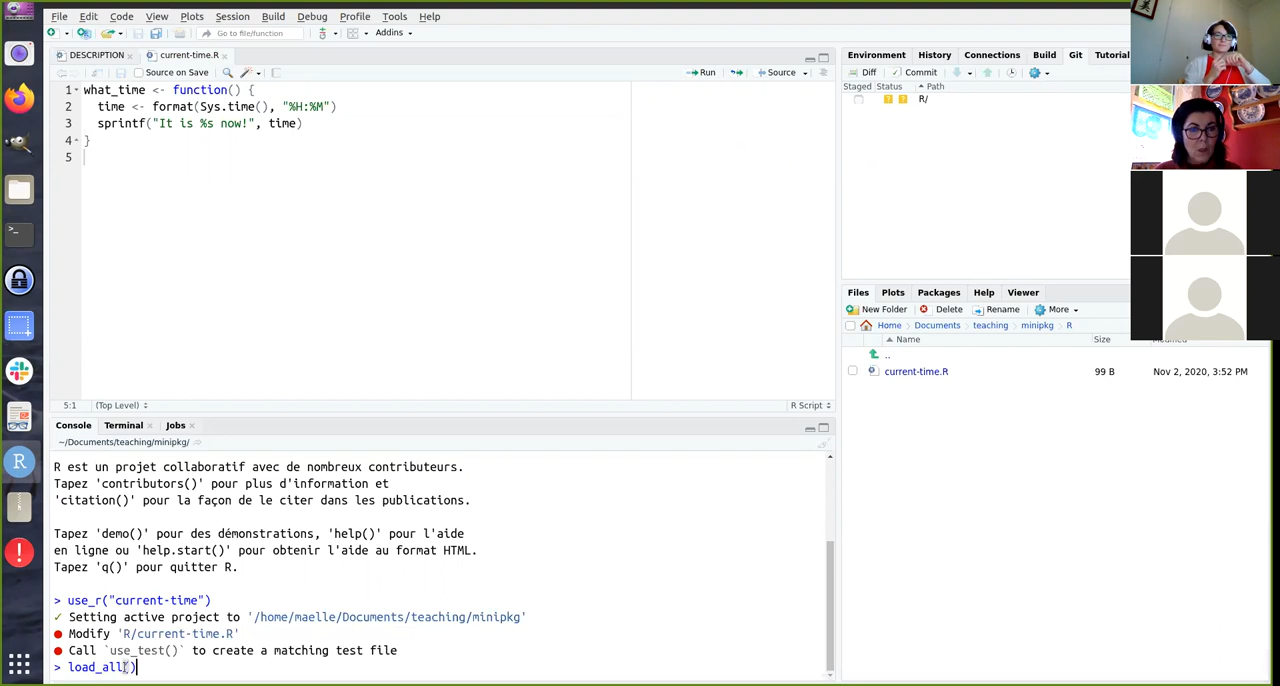 File Edit Code View Plots Session Build Debug Profile Tools Help
Go to file/function Addins
DESCRIPTION current-time.R
Source on Save Run Source
1 what_time <- function() {
2 time <- format(Sys.time(), "%H:%M")
3 sprintf("It is %s now!", time)
4 }
5
5:1 (Top Level) R Script
Console Terminal Jobs
~/Documents/teaching/minipkg/
R est un projet collaboratif avec de nombreux contributeurs.
Tapez 'contributors()' pour plus d'information et
'citation()' pour la façon de le citer dans les publications.
Tapez 'demo()' pour des démonstrations, 'help()' pour l'aide
en ligne ou 'help.start()' pour obtenir l'aide au format HTML.
Tapez 'q()' pour quitter R.
> use_r("current-time")
✓ Setting active project to '/home/maelle/Documents/teaching/minipkg'
● Modify 'R/current-time.R'
● Call `use_test()` to create a matching test file
> load_all()
Environment History Connections Build Git Tutorial
Diff Commit
Staged Status Path
? ? R/
Files Plots Packages Help Viewer
New Folder Delete Rename More
Home Documents teaching minipkg R
Name Size
..
current-time.R 99 B Nov 2, 2020, 3:52 PM